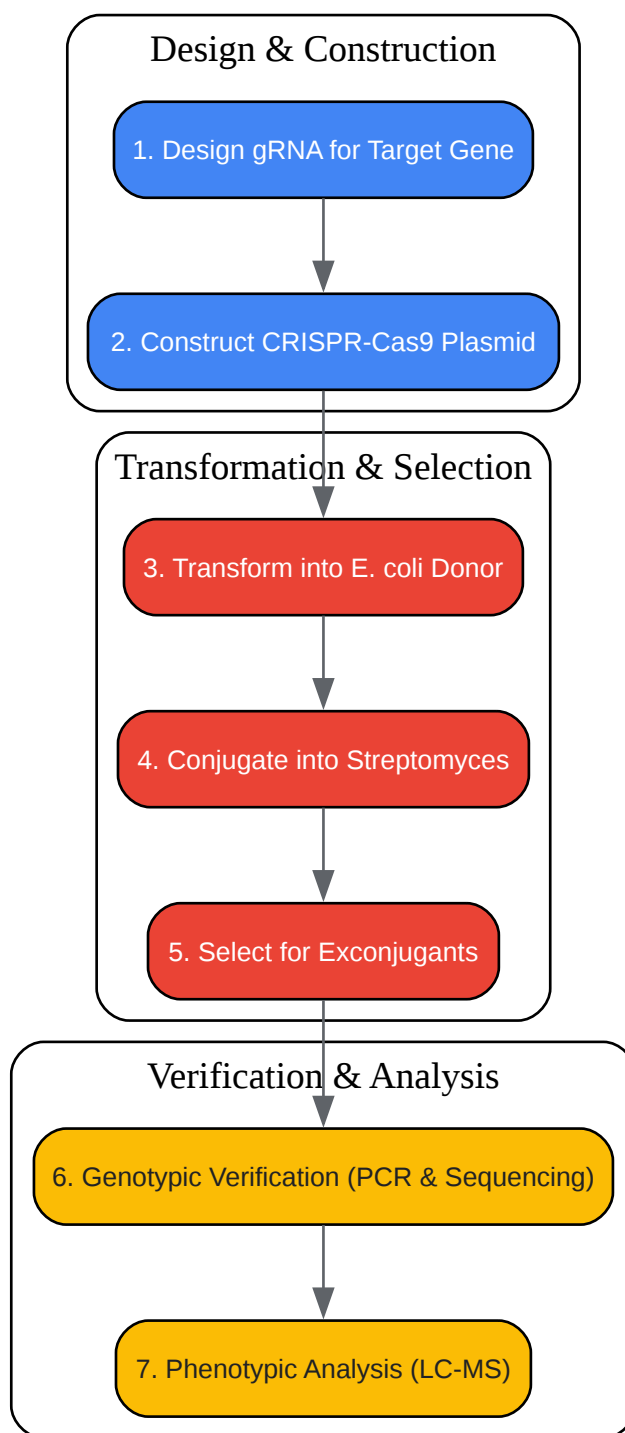 Design & Construction
1. Design gRNA for Target Gene
2. Construct CRISPR-Cas9 Plasmid
Transformation & Selection
3. Transform into E. coli Donor
4. Conjugate into Streptomyces
5. Select for Exconjugants
Verification & Analysis
6. Genotypic Verification (PCR & Sequencing)
7. Phenotypic Analysis (LC-MS)